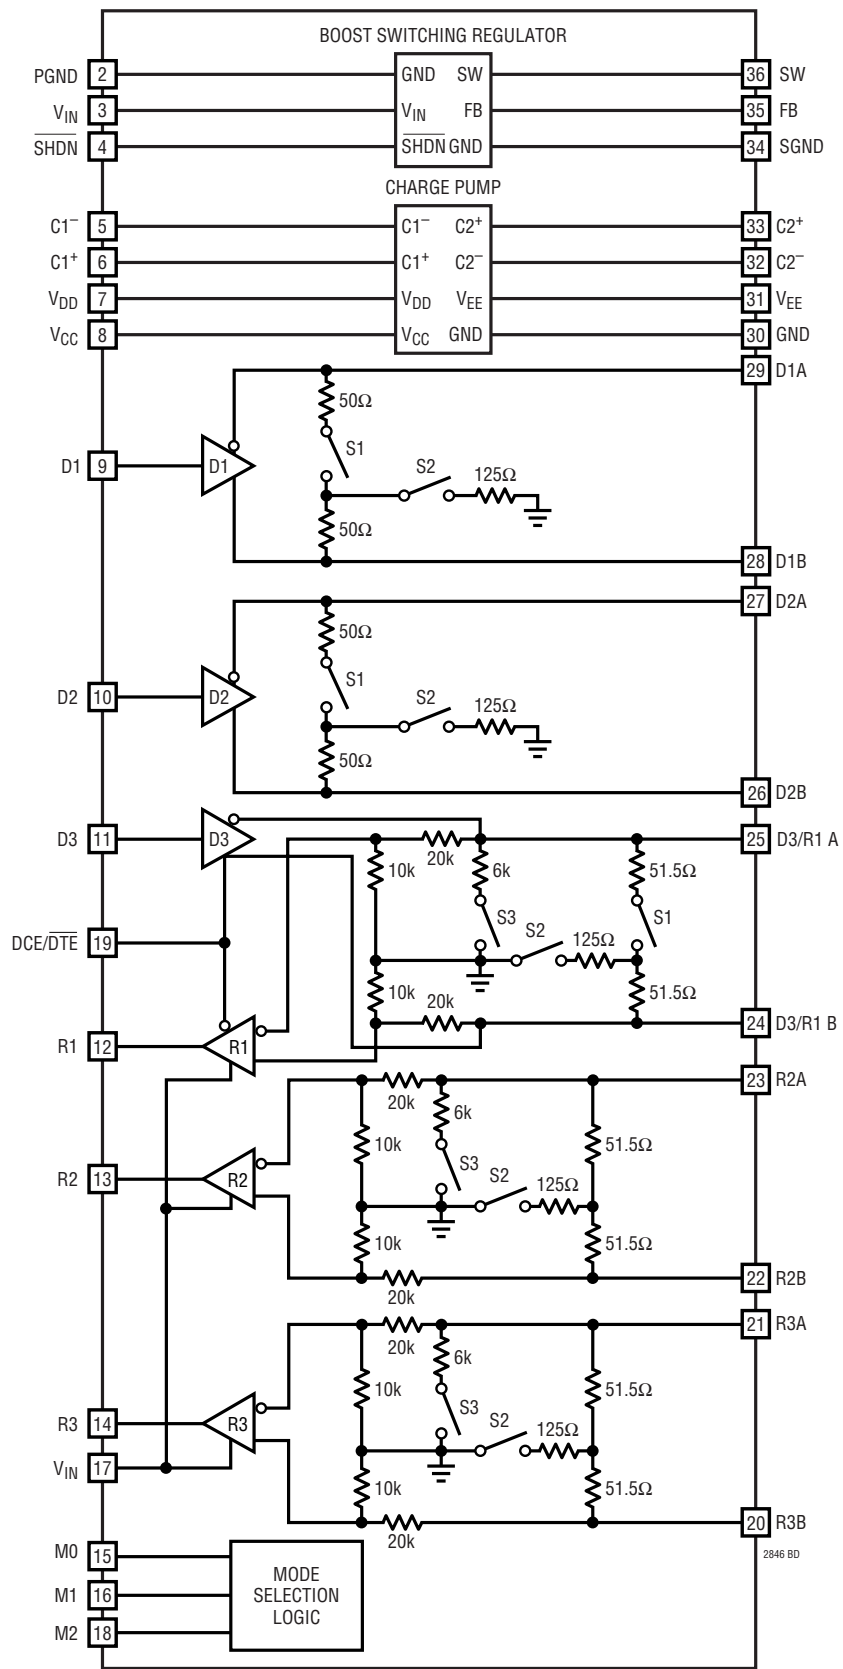 BOOST SWITCHING REGULATOR
PGND 2 GND SW 36 SW
VIN 3 VIN FB 35 FB
SHDN 4 SHDN GND 34 SGND
CHARGE PUMP
C1– 5 C1– C2+ 33 C2+
C1+ 6 C1+ C2– 32 C2–
VDD 7 VDD VEE 31 VEE
VCC 8 VCC GND 30 GND
29 D1A
50Ω
S1
D1 9 D1
S2 125Ω
50Ω
28 D1B
27 D2A
50Ω
S1
D2 10 D2
S2 125Ω
50Ω
26 D2B
D3 11 D3
25 D3/R1 A
20k
10k 6k 51.5Ω
S3 S2 S1
125Ω
DCE/DTE 19
10k 20k 51.5Ω
24 D3/R1 B
R1 12 R1
23 R2A
20k
6k
10k 51.5Ω
S3 S2 125Ω
R2 13 R2
10k 51.5Ω
20k
22 R2B
21 R3A
20k
6k
10k 51.5Ω
S3 S2 125Ω
R3 14 R3
VIN 17
10k 51.5Ω
20k
20 R3B
2846 BD
M0 15
M1 16
M2 18
MODE
SELECTION
LOGIC